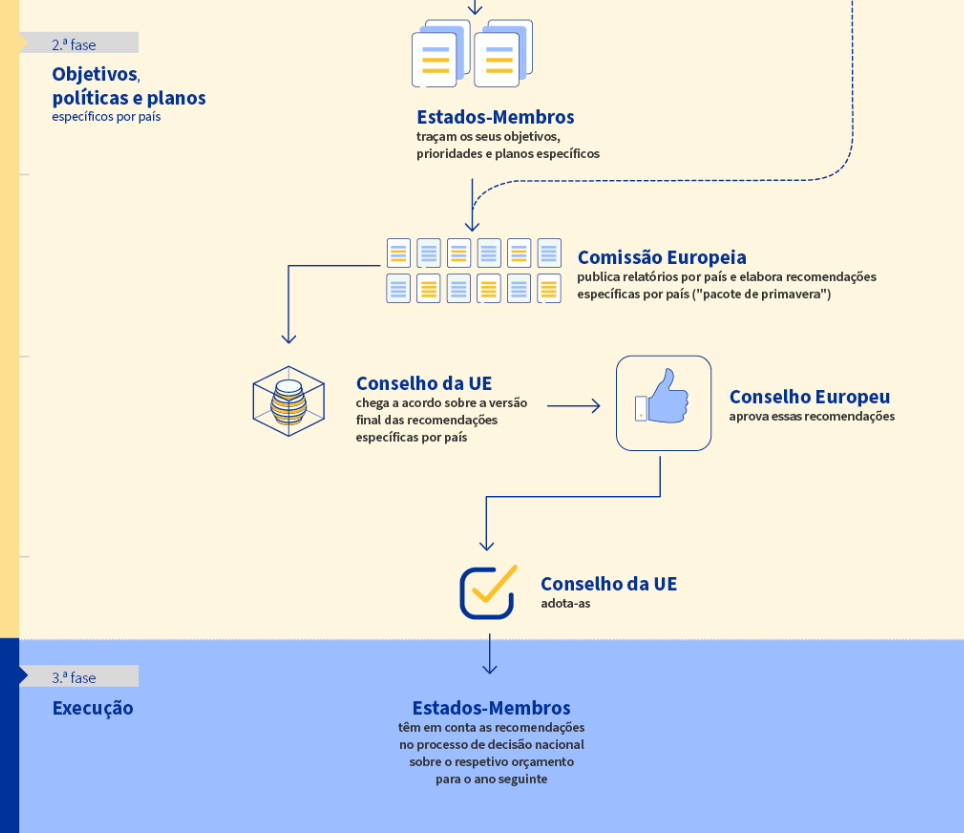 2.ª fase
Objetivos,
políticas e planos
específicos por país
Estados-Membros
traçam os seus objetivos,
prioridades e planos específicos
Comissão Europeia
publica relatórios por país e elabora recomendações
específicas por país ("pacote de primavera")
Conselho da UE
chega a acordo sobre a versão
final das recomendações
específicas por país
Conselho Europeu
aprova essas recomendações
Conselho da UE
adota-as
3.ª fase
Execução
Estados-Membros
têm em conta as recomendações
no processo de decisão nacional
sobre o respetivo orçamento
para o ano seguinte